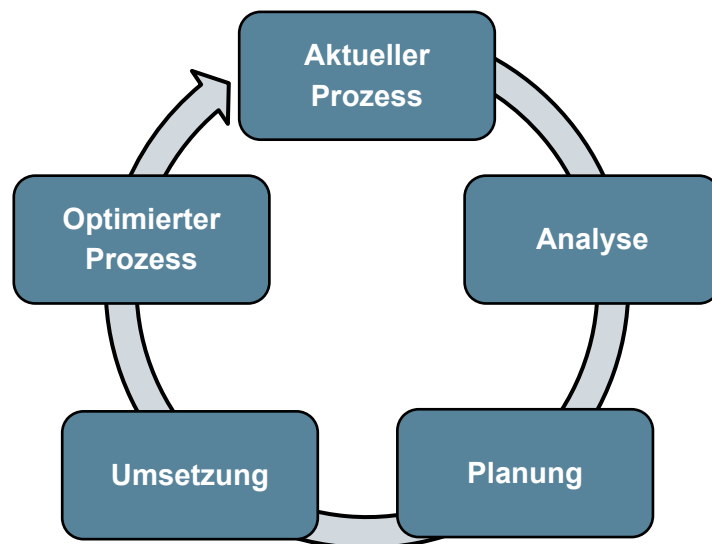 Aktueller
Prozess
Analyse
Planung
Umsetzung
Optimierter
Prozess